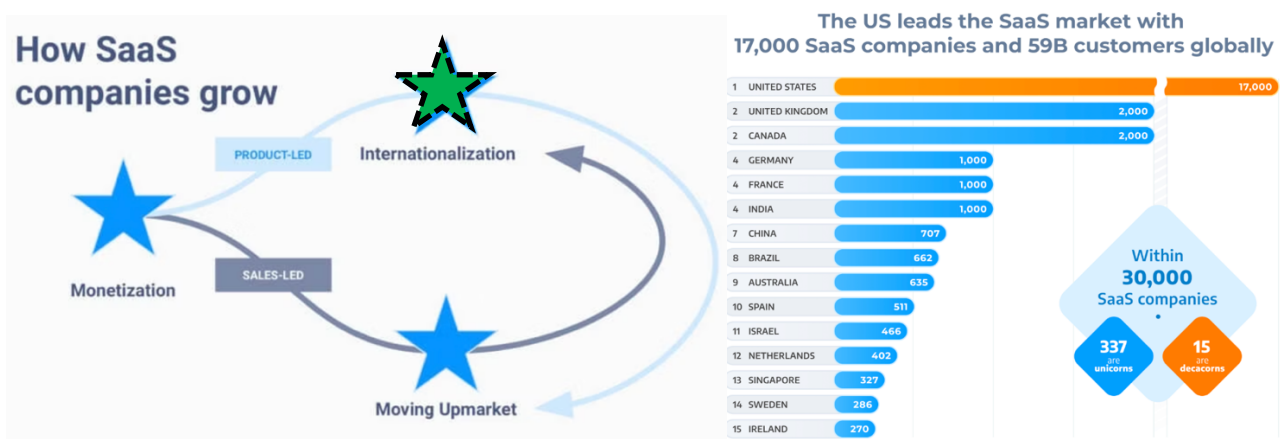 How SaaS
companies grow
PRODUCT-LED
Internationalization
Monetization
SALES-LED
Moving Upmarket
The US leads the SaaS market with
17,000 SaaS companies and 59B customers globally
1 UNITED STATES 17,000
2 UNITED KINGDOM 2,000
2 CANADA 2,000
4 GERMANY 1,000
4 FRANCE 1,000
4 INDIA 1,000
7 CHINA 707
8 BRAZIL 662
9 AUSTRALIA 635
10 SPAIN 511
11 ISRAEL 466
12 NETHERLANDS 402
13 SINGAPORE 327
14 SWEDEN 286
15 IRELAND 270
Within
30,000
SaaS companies
337
are
unicorns
15
are
decacorns